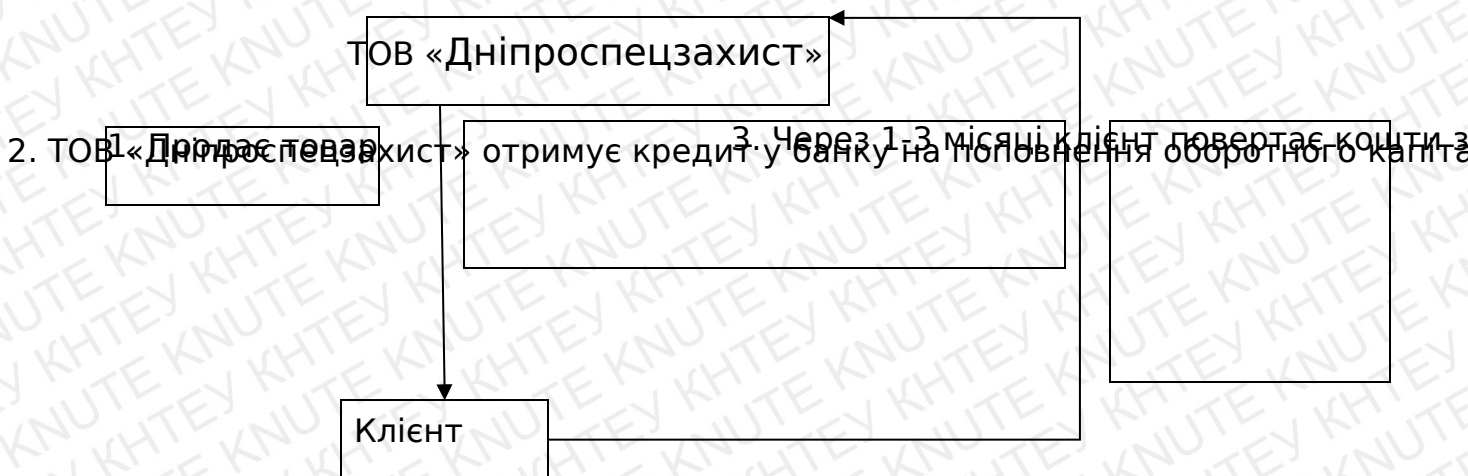 ТОВ «Дніпроспецзахист»
1. Продає товар
2. ТОВ «Дніпроспецзахист» отримує кредит у банку на поповнення оборотного
3. Через 1-3 місяці клієнт повертає кошти
Клієнт